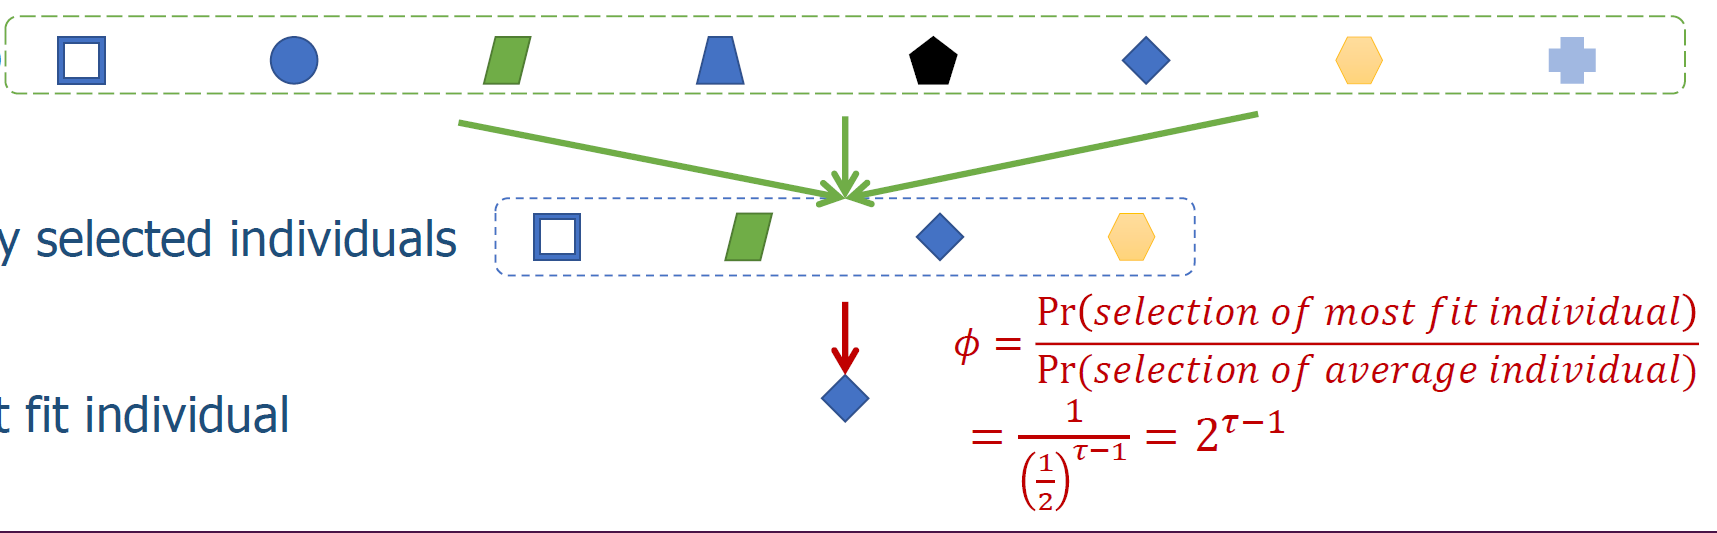 y selected individuals
t fit individual
ϕ = Pr(selection of most fit individual) / Pr(selection of average individual)
= 1 / (1/2)^{τ−1} = 2^{τ−1}